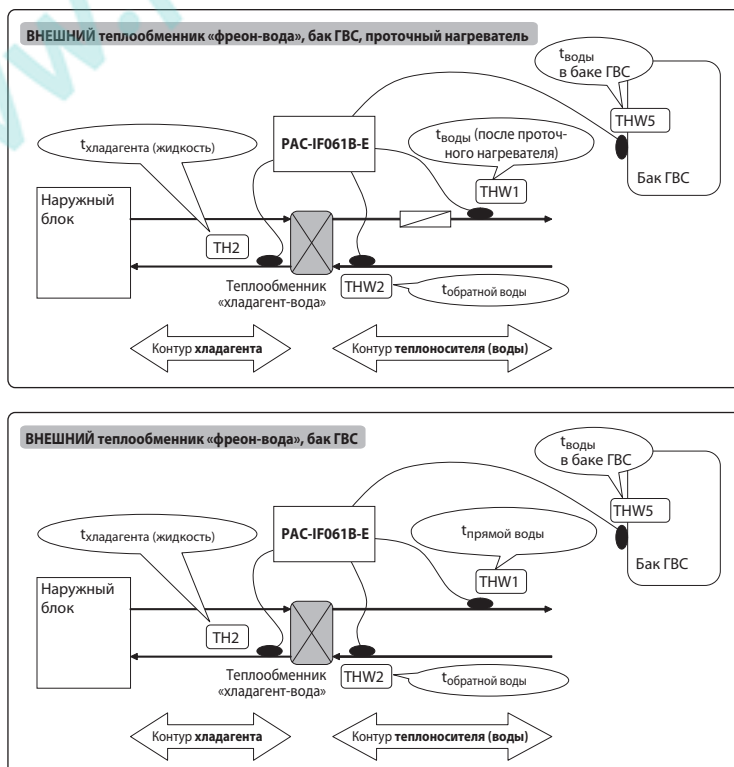 ВНЕШНИЙ теплообменник «фреон-вода», бак ГВС, проточный нагреватель
tводы
в баке ГВС
THW5
tхладагента (жидкость)
PAC-IF061B-E
tводы (после проточ-
ного нагревателя)
THW1
Бак ГВС
Наружный
блок
TH2
Теплообменник
«хладагент-вода»
THW2
tобратной воды
Контур хладагента
Контур теплоносителя (воды)
ВНЕШНИЙ теплообменник «фреон-вода», бак ГВС
tводы
в баке ГВС
THW5
tхладагента (жидкость)
PAC-IF061B-E
tпрямой воды
THW1
Бак ГВС
Наружный
блок
TH2
Теплообменник
«хладагент-вода»
THW2
tобратной воды
Контур хладагента
Контур теплоносителя (воды)